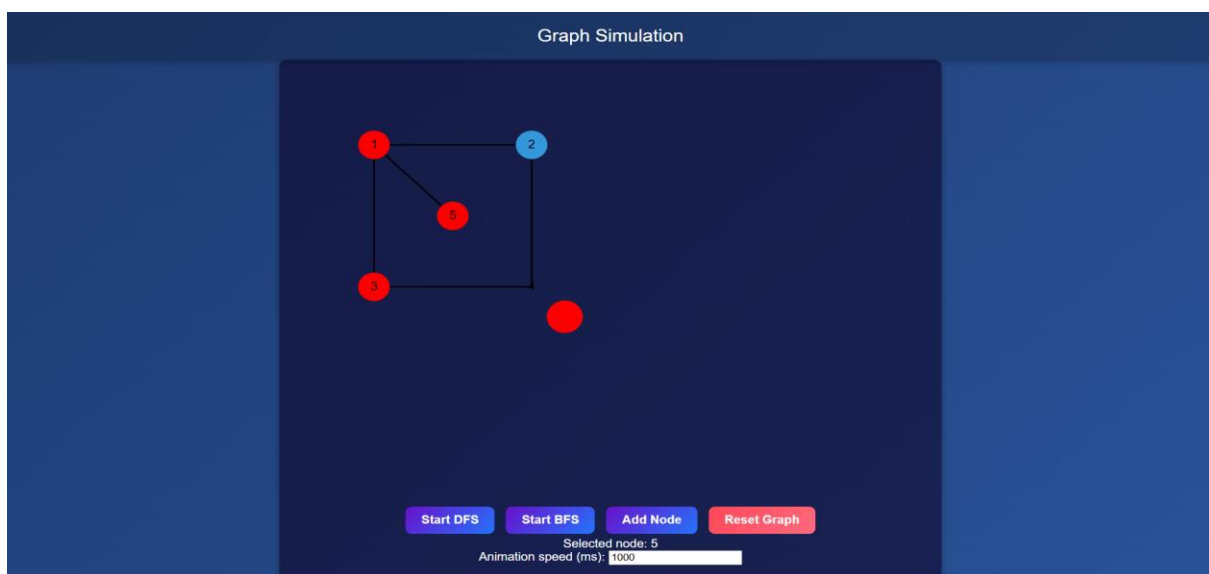 Graph Simulation
1 2
5
3
Start DFS Start BFS Add Node Reset Graph
Selected node: 5
Animation speed (ms): 1000